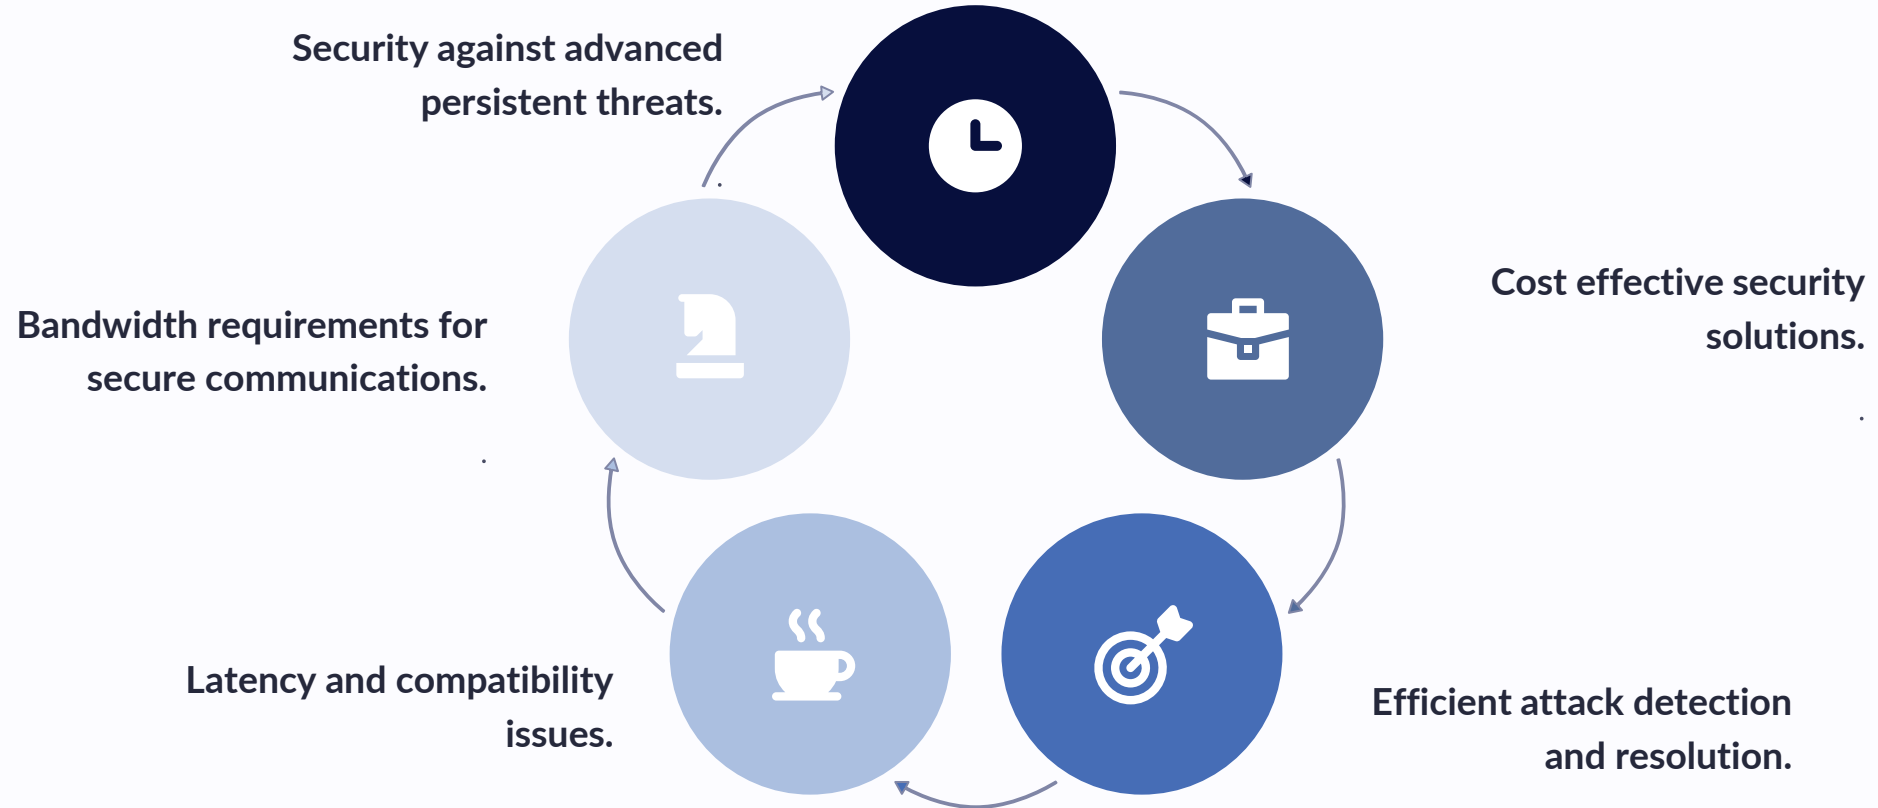 Security against advanced
persistent threats.
.
Cost effective security
solutions.
.
Bandwidth requirements for
secure communications.
.
Latency and compatibility
issues.
Efficient attack detection
and resolution.